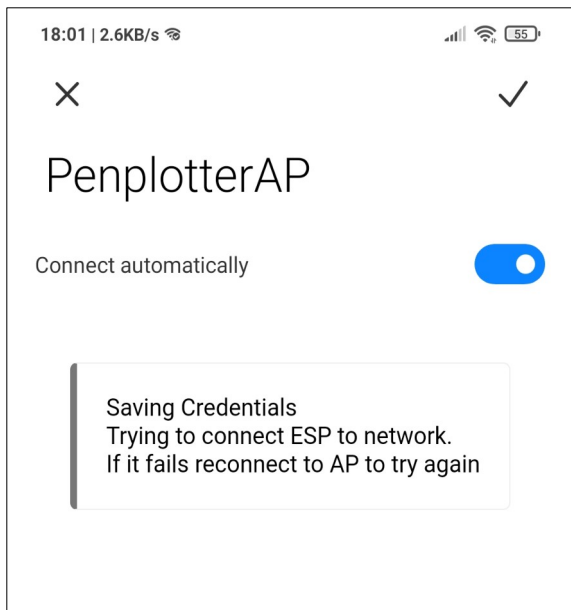 18:01 | 2.6KB/s
55
PenplotterAP
Connect automatically
Saving Credentials
Trying to connect ESP to network.
If it fails reconnect to AP to try again